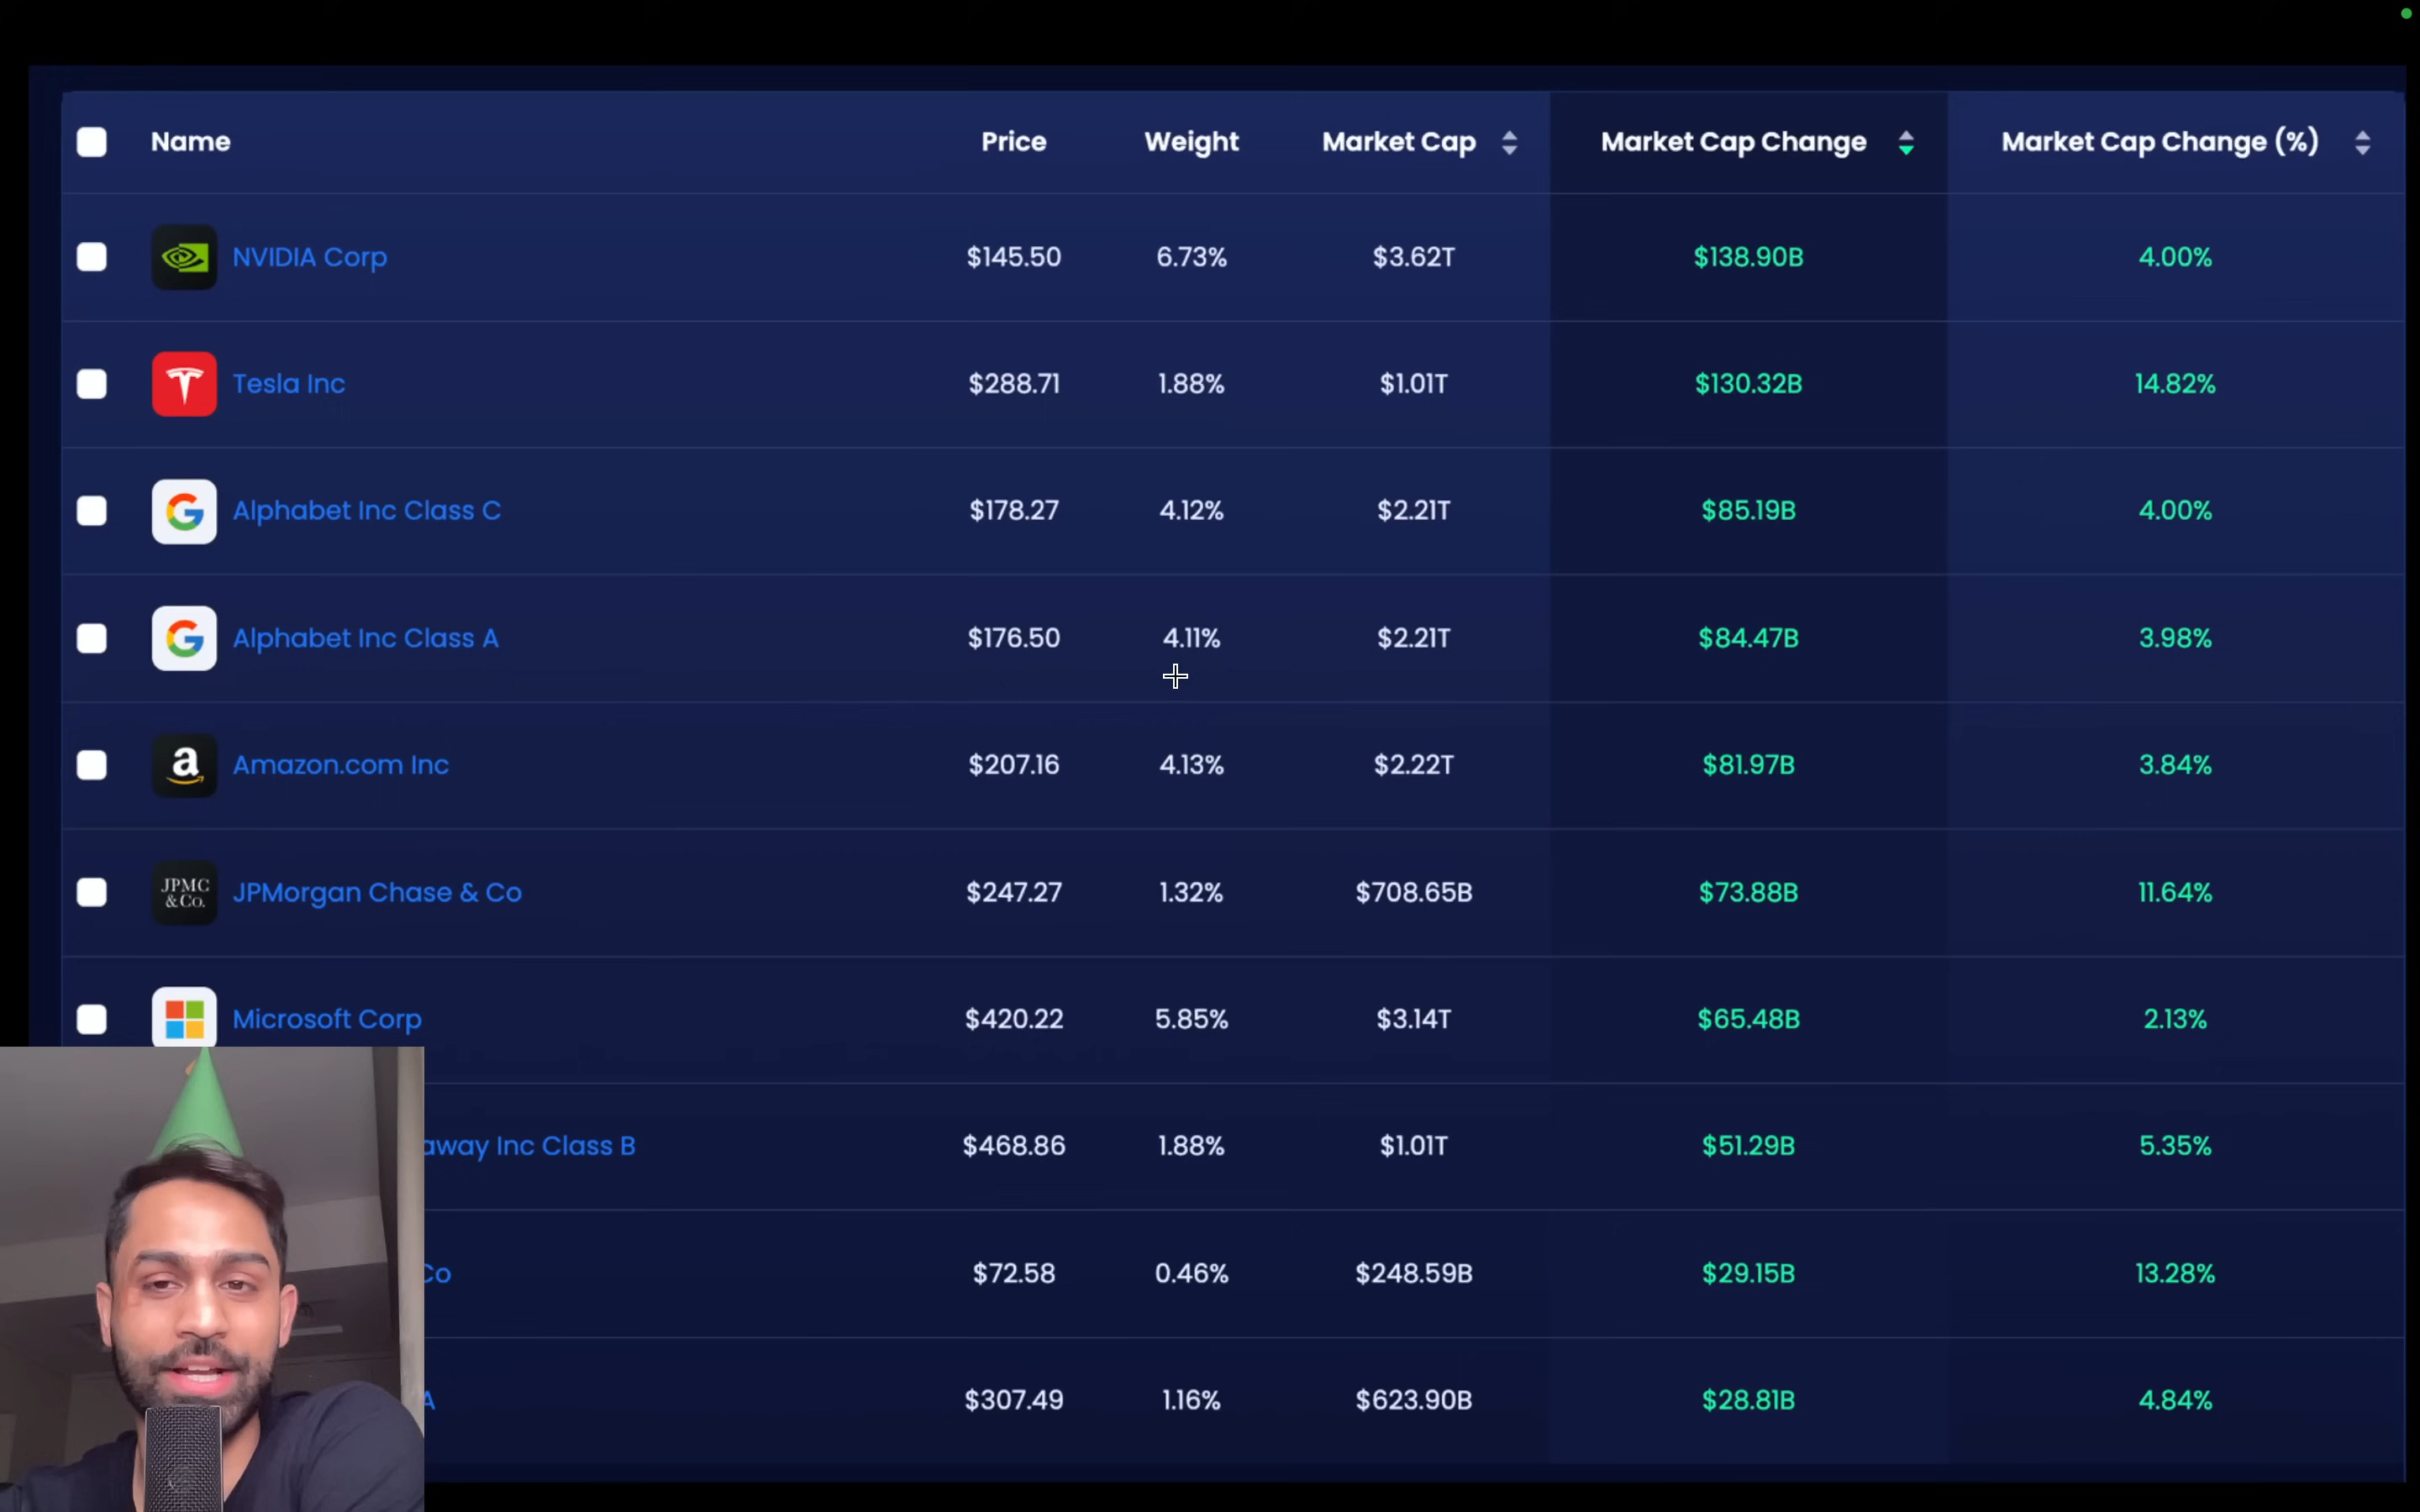 Name Price Weight Market Cap Market Cap Change Market Cap Change (%)
NVIDIA Corp $145.50 6.73% $3.62T $138.90B 4.00%
Tesla Inc $288.71 1.88% $1.01T $130.32B 14.82%
Alphabet Inc Class C $178.27 4.12% $2.21T $85.19B 4.00%
Alphabet Inc Class A $176.50 4.11% $2.21T $84.47B 3.98%
a Amazon.com Inc $207.16 4.13% $2.22T $81.97B 3.84%
JPMC
&Co. JPMorgan Chase & Co $247.27 1.32% $708.65B $73.88B 11.64%
Microsoft Corp $420.22 5.85% $3.14T $65.48B 2.13%
away Inc Class B $468.86 1.88% $1.01T $51.29B 5.35%
Co $72.58 0.46% $248.59B $29.15B 13.28%
A $307.49 1.16% $623.90B $28.81B 4.84%